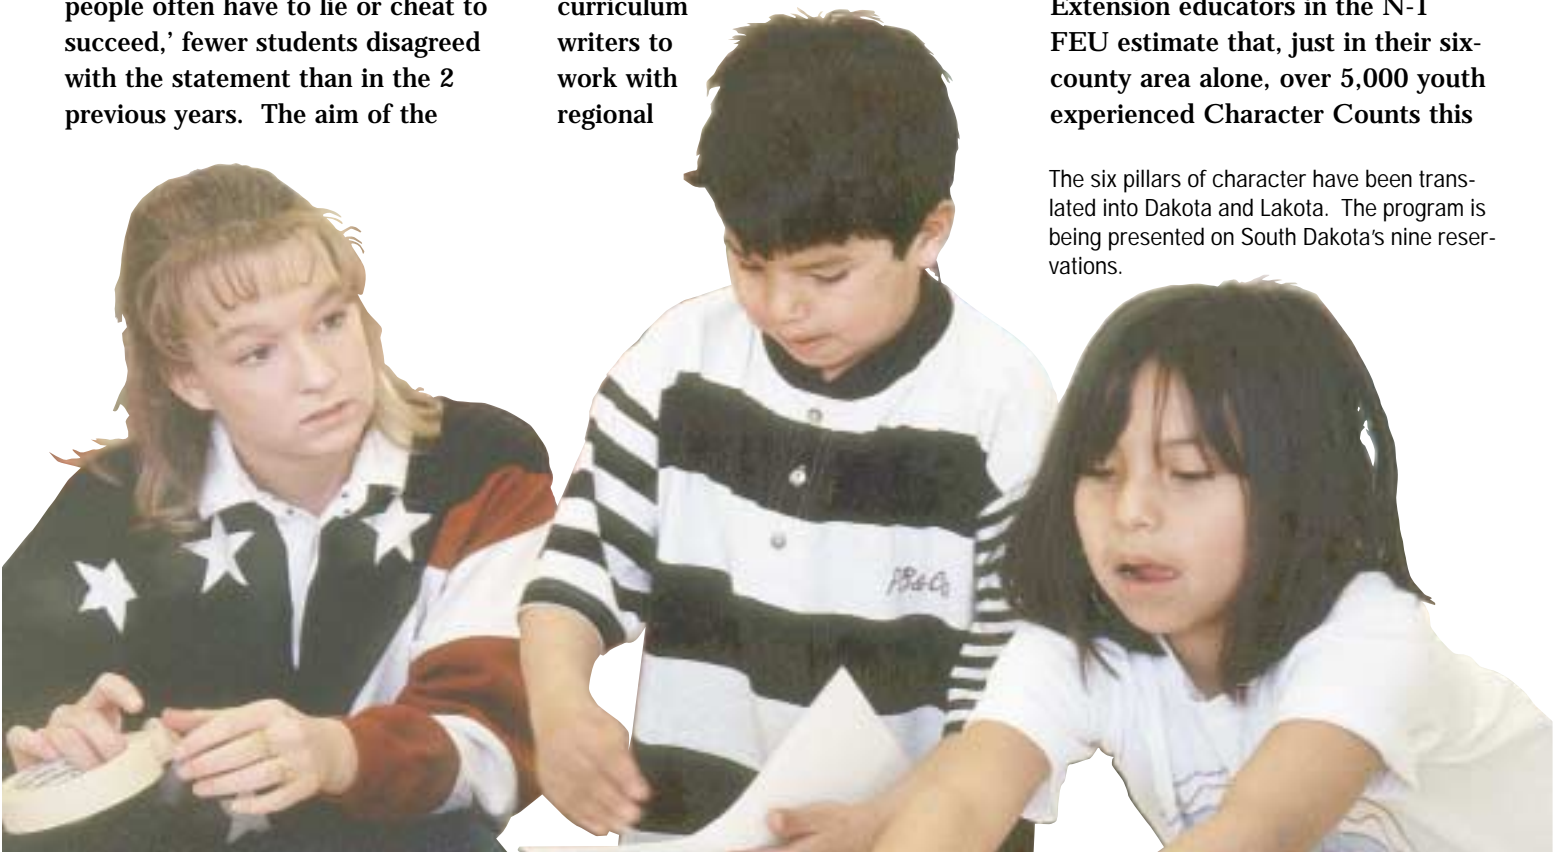 people often have to lie or cheat to
succeed,’ fewer students disagreed
with the statement than in the 2
previous years.  The aim of the
curriculum
writers to
work with
regional
Extension educators in the N-T
FEU estimate that, just in their six-
county area alone, over 5,000 youth
experienced Character Counts this
The six pillars of character have been trans-
lated into Dakota and Lakota.  The program is
being presented on South Dakota’s nine reser-
vations.
PB&Co